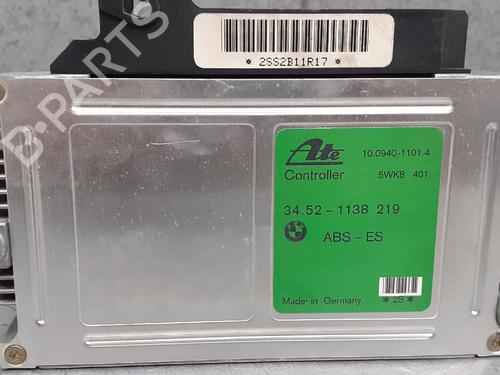 B-PARTS
* 2SS2B11R17 *
Ate
10.0940-1101.4
Controller
5WK8 401
34.52-1138 219
ABS-ES
Made in Germany
* 2S *